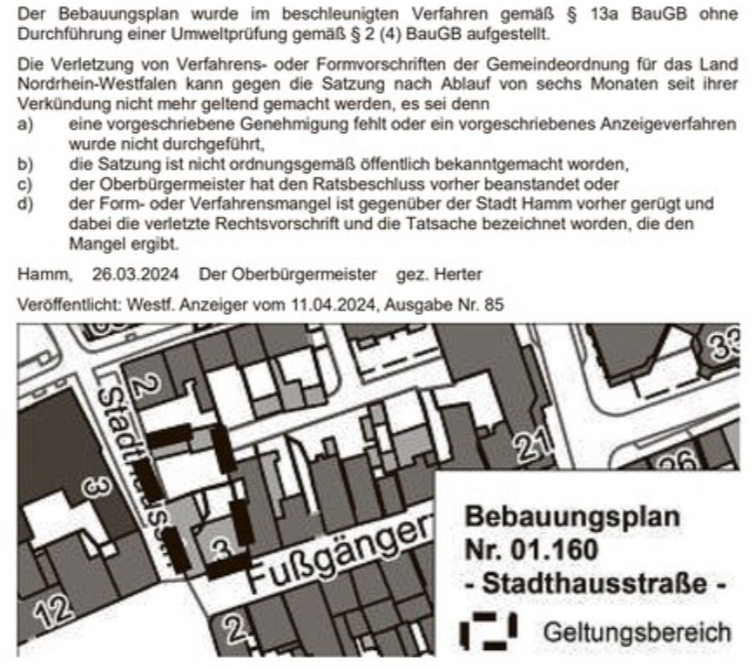 Der Bebauungsplan wurde im beschleunigten Verfahren gemäß § 13a BauGB ohne
Durchführung einer Umweltprüfung gemäß § 2 (4) BauGB aufgestellt.
Die Verletzung von Verfahrens- oder Formvorschriften der Gemeindeordnung für das Land
Nordrhein-Westfalen kann gegen die Satzung nach Ablauf von sechs Monaten seit ihrer
Verkündung nicht mehr geltend gemacht werden, es sei denn
a) eine vorgeschriebene Genehmigung fehlt oder ein vorgeschriebenes Anzeigeverfahren
wurde nicht durchgeführt,
b) die Satzung ist nicht ordnungsgemäß öffentlich bekanntgemacht worden,
c) der Oberbürgermeister hat den Ratsbeschluss vorher beanstandet oder
d) der Form- oder Verfahrensmangel ist gegenüber der Stadt Hamm vorher gerügt und
dabei die verletzte Rechtsvorschrift und die Tatsache bezeichnet worden, die den
Mangel ergibt.
Hamm, 26.03.2024 Der Oberbürgermeister gez. Herter
Veröffentlicht: Westf. Anzeiger vom 11.04.2024, Ausgabe Nr. 85
33
2
21
26
3
3
12
2
Fußgänger
Bebauungsplan
Nr. 01.160
- Stadthausstraße -
Geltungsbereich